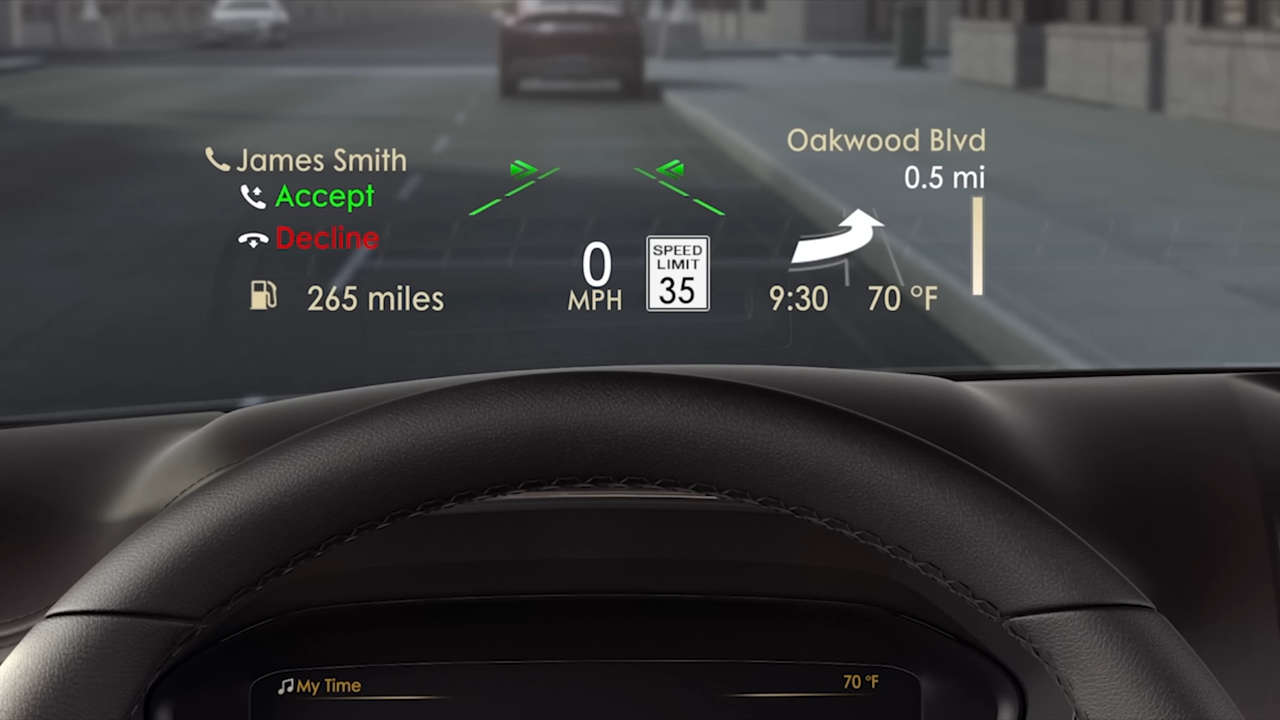 James Smith
Accept
Decline
265 miles
0
MPH
SPEED
LIMIT
35
Oakwood Blvd
0.5 mi
9:30
70 °F
My Time
70 °F